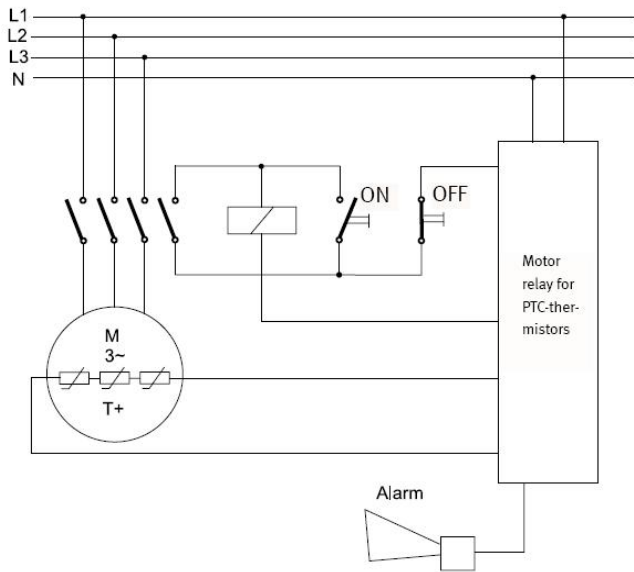 L1
L2
L3
N
ON
OFF
Motor
relay for
PTC-ther-
mistors
M
3~
T+
Alarm